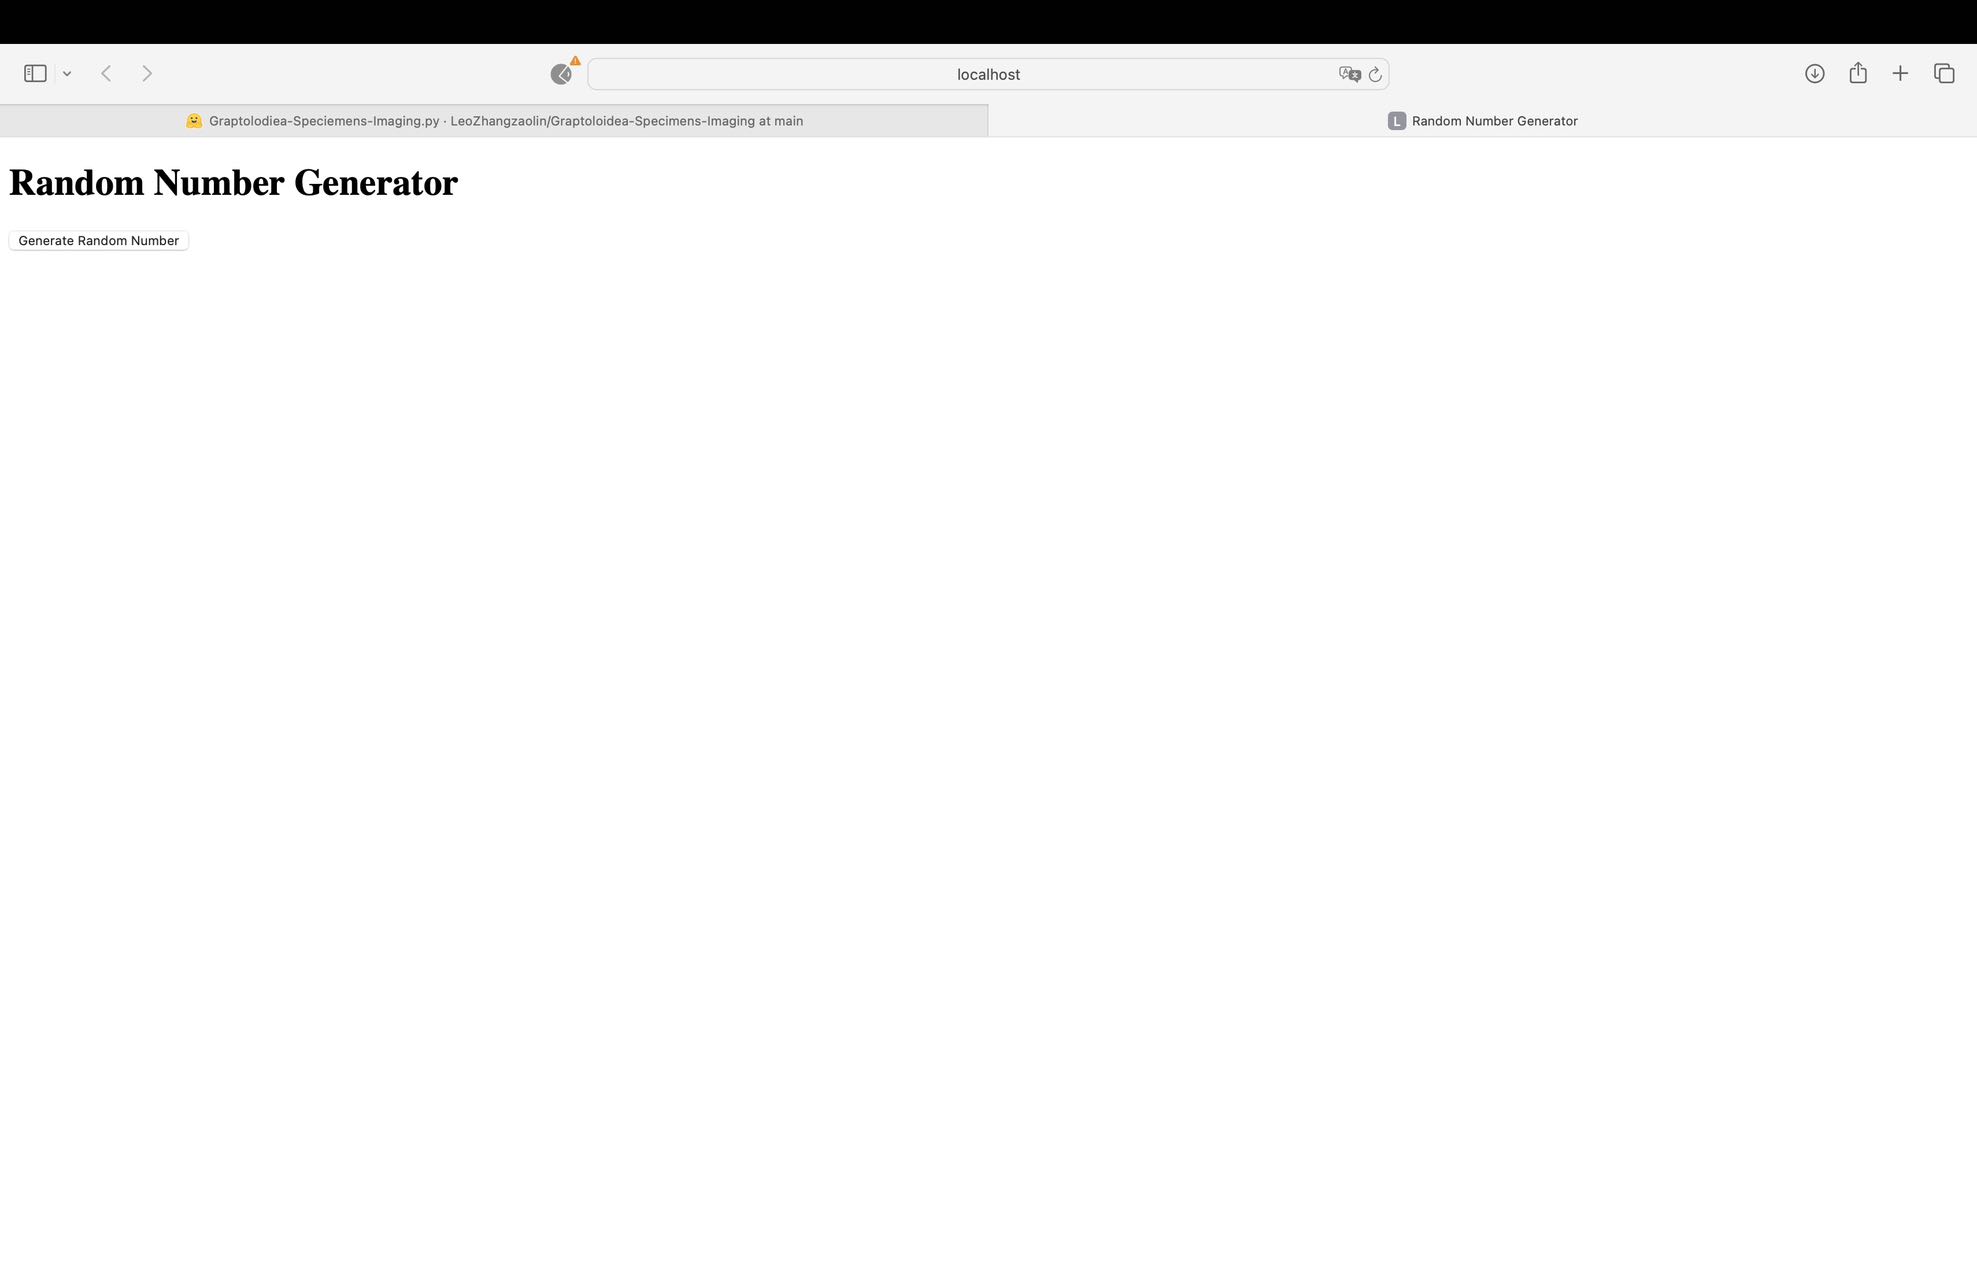 localhost
Graptolodiea-Speciemens-Imaging.py · LeoZhangzaolin/Graptoloidea-Specimens-Imaging at main
L Random Number Generator
Random Number Generator
Generate Random Number